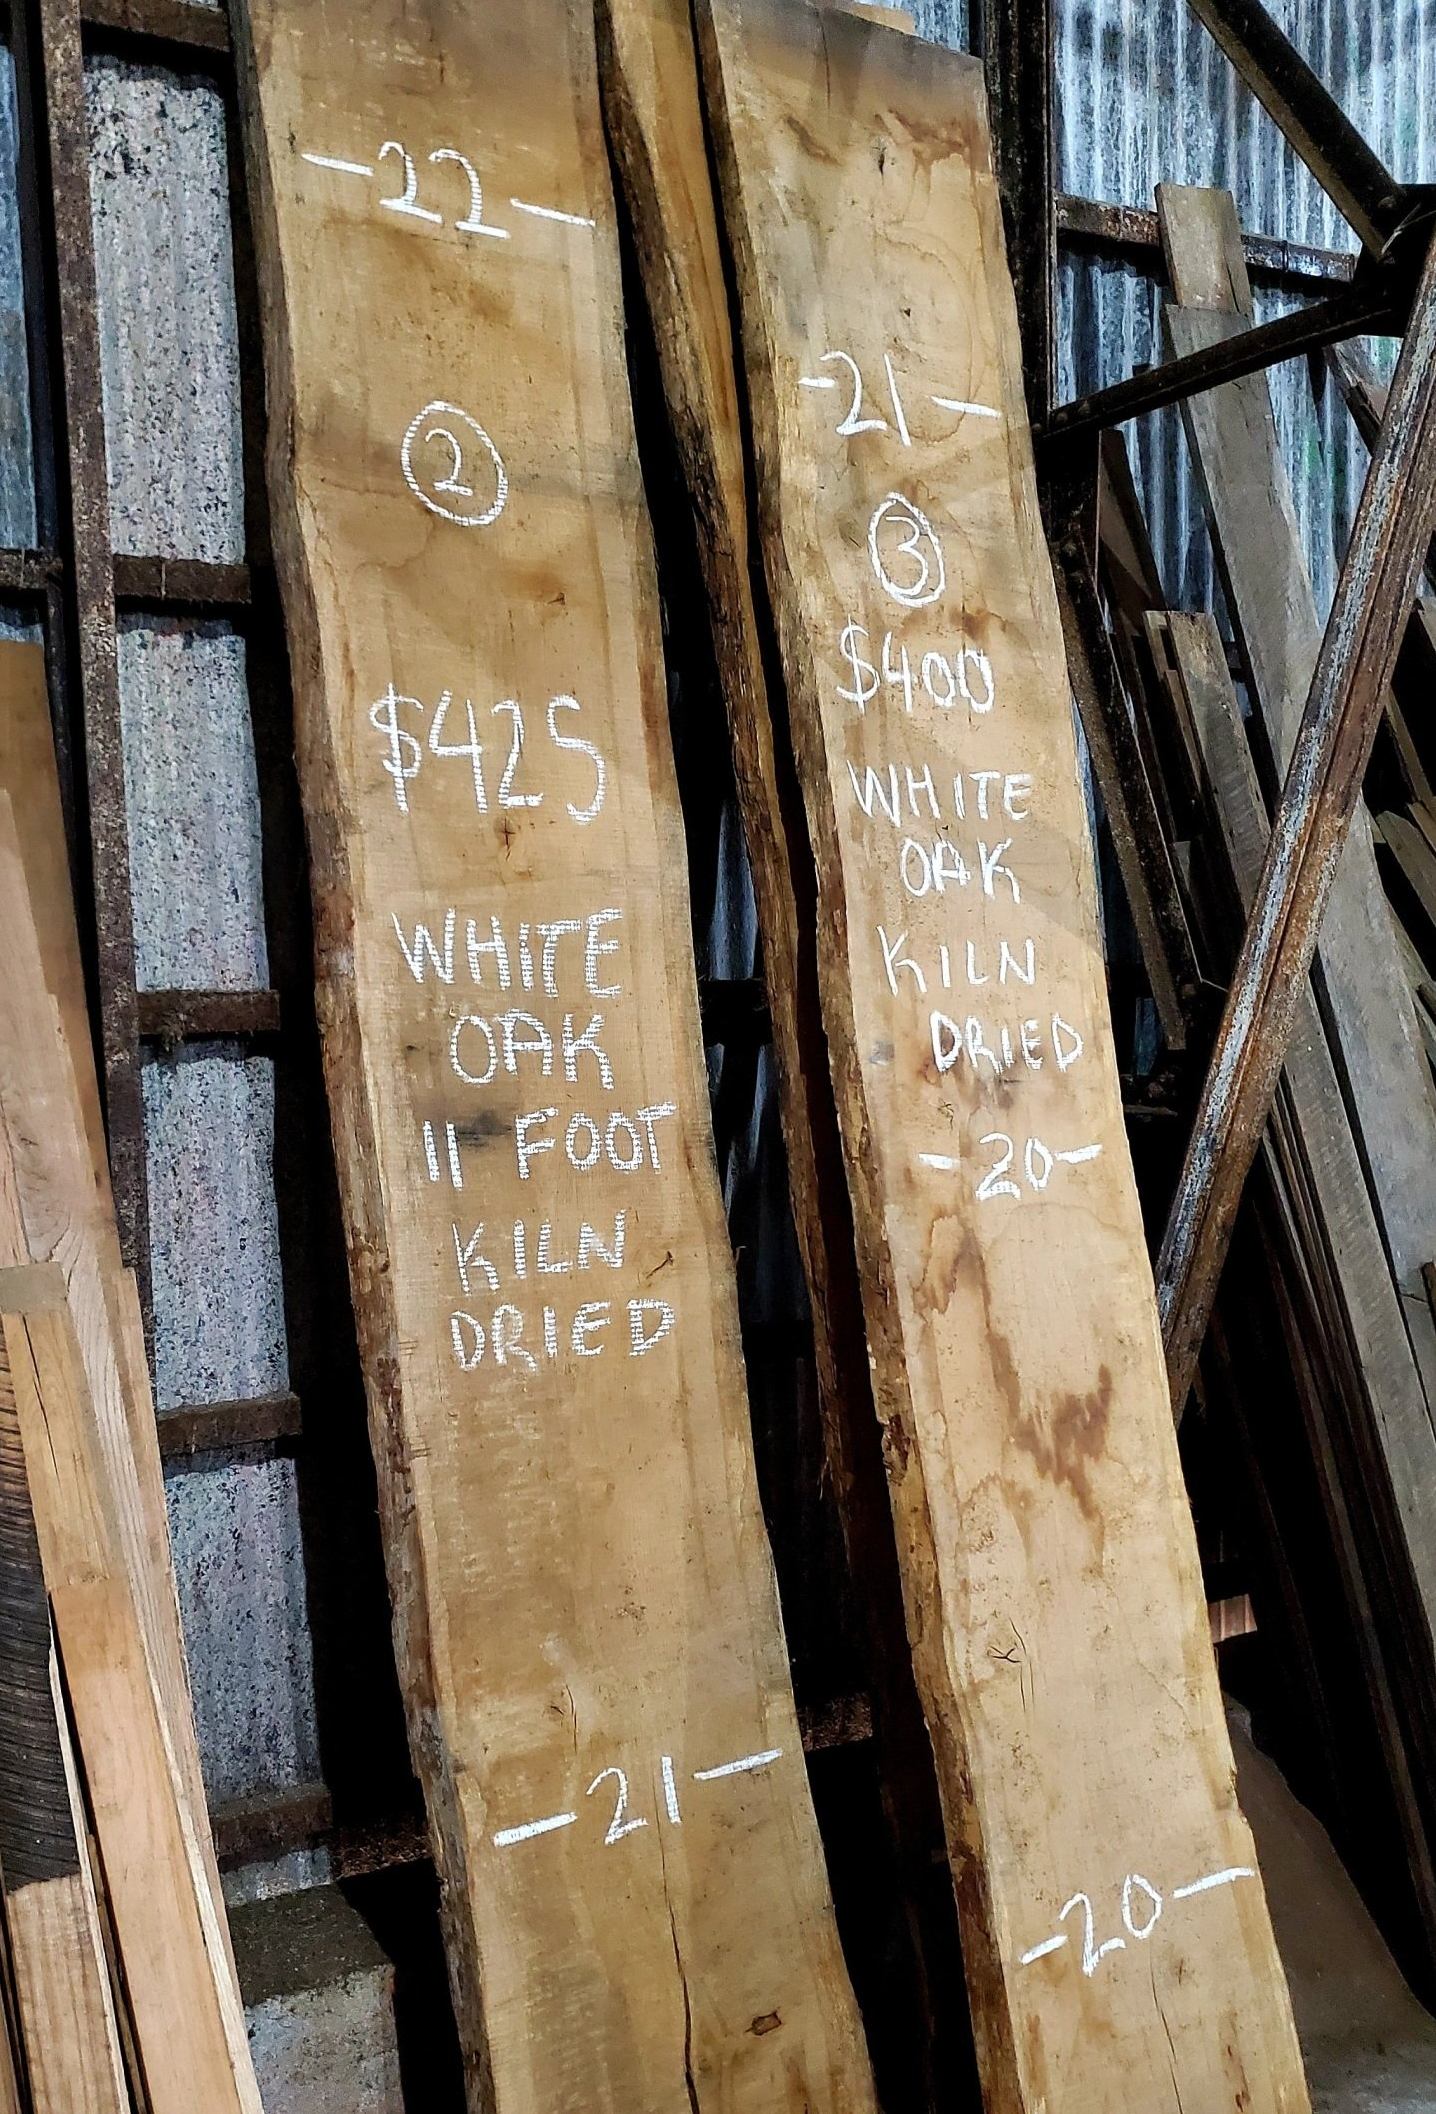 -22-
2
$425
WHITE
OAK
11 FOOT
KILN
DRIED
-21-
-21-
3
$400
WHITE
OAK
KILN
DRIED
-20-
-20-